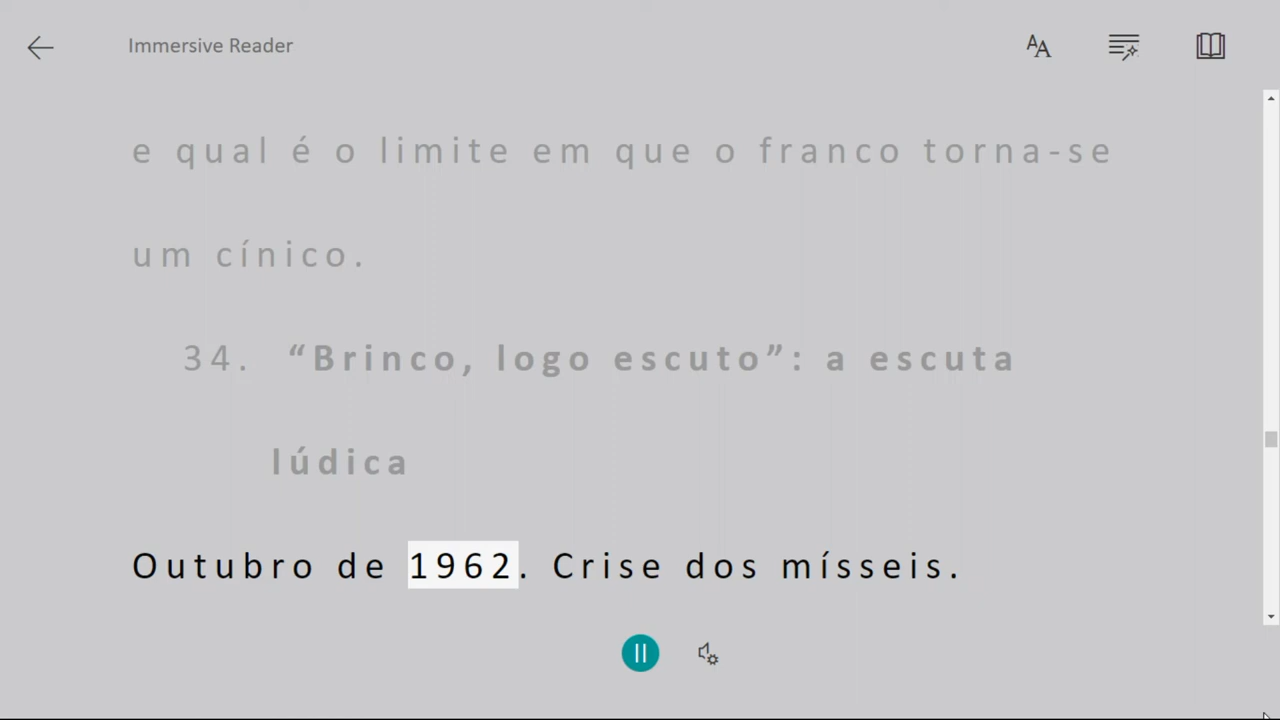 Immersive Reader
e qual é o limite em que o franco torna-se
um cínico.
34. “Brinco, logo escuto”: a escuta
lúdica
Outubro de 1962. Crise dos mísseis.